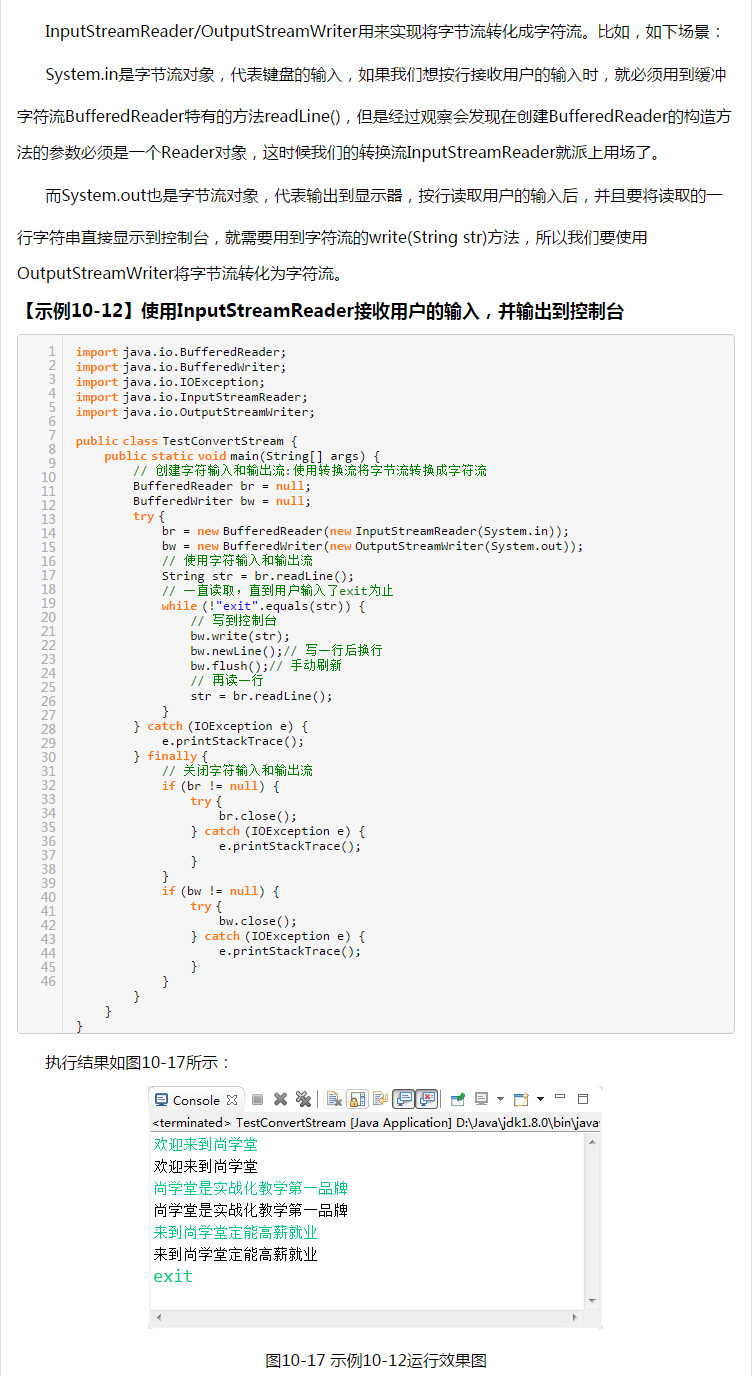 InputStreamReader/OutputStreamWriter用来实现将字节流转化成字符流。比如，如下场景：
System.in是字节流对象，代表键盘的输入，如果我们想按行接收用户的输入时，就必须用到缓冲
字符流BufferedReader特有的方法readLine()，但是经过观察会发现在创建BufferedReader的构造方
法的参数必须是一个Reader对象，这时候我们的转换流InputStreamReader就派上用场了。
而System.out也是字节流对象，代表输出到显示器，按行读取用户的输入后，并且要将读取的一
行字符串直接显示到控制台，就需要用到字符流的write(String str)方法，所以我们要使用
OutputStreamWriter将字节流转化为字符流。
【示例10-12】使用InputStreamReader接收用户的输入，并输出到控制台
1 import java.io.BufferedReader;
2 import java.io.BufferedWriter;
3 import java.io.IOException;
4 import java.io.InputStreamReader;
5 import java.io.OutputStreamWriter;
6
7 public class TestConvertStream {
8 public static void main(String[] args) {
9 // 创建字符输入和输出流:使用转换流将字节流转换成字符流
10 BufferedReader br = null;
11 BufferedWriter bw = null;
12 try {
13 br = new BufferedReader(new InputStreamReader(System.in));
14 bw = new BufferedWriter(new OutputStreamWriter(System.out));
15 // 使用字符输入和输出流
16 String str = br.readLine();
17 // 一直读取，直到用户输入了exit为止
18 while (!"exit".equals(str)) {
19 // 写到控制台
20 bw.write(str);
21 bw.newLine();// 写一行后换行
22 bw.flush();// 手动刷新
23 // 再读一行
24 str = br.readLine();
25 }
26 } catch (IOException e) {
27 e.printStackTrace();
28 } finally {
29 // 关闭字符输入和输出流
30 if (br != null) {
31 try {
32 br.close();
33 } catch (IOException e) {
34 e.printStackTrace();
35 }
36 }
37 if (bw != null) {
38 try {
39 bw.close();
40 } catch (IOException e) {
41 e.printStackTrace();
42 }
43 }
44 }
45 }
46 }
执行结果如图10-17所示：
Console
<terminated> TestConvertStream [Java Application] D:\Java\jdk1.8.0\bin\java
欢迎来到尚学堂
欢迎来到尚学堂
尚学堂是实战化教学第一品牌
尚学堂是实战化教学第一品牌
来到尚学堂定能高薪就业
来到尚学堂定能高薪就业
exit
图10-17 示例10-12运行效果图